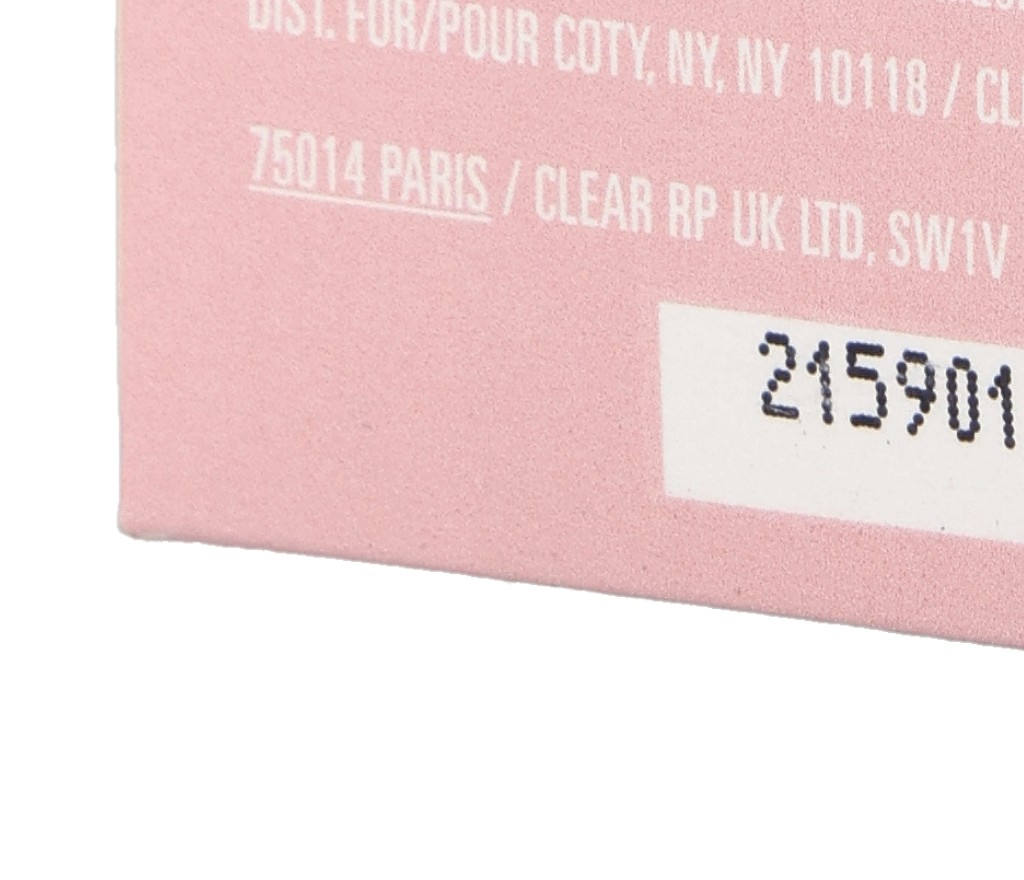 DIST. FOR/POUR COTY, NY, NY 10118 / CL
75014 PARIS / CLEAR RP UK LTD, SW1V
215901